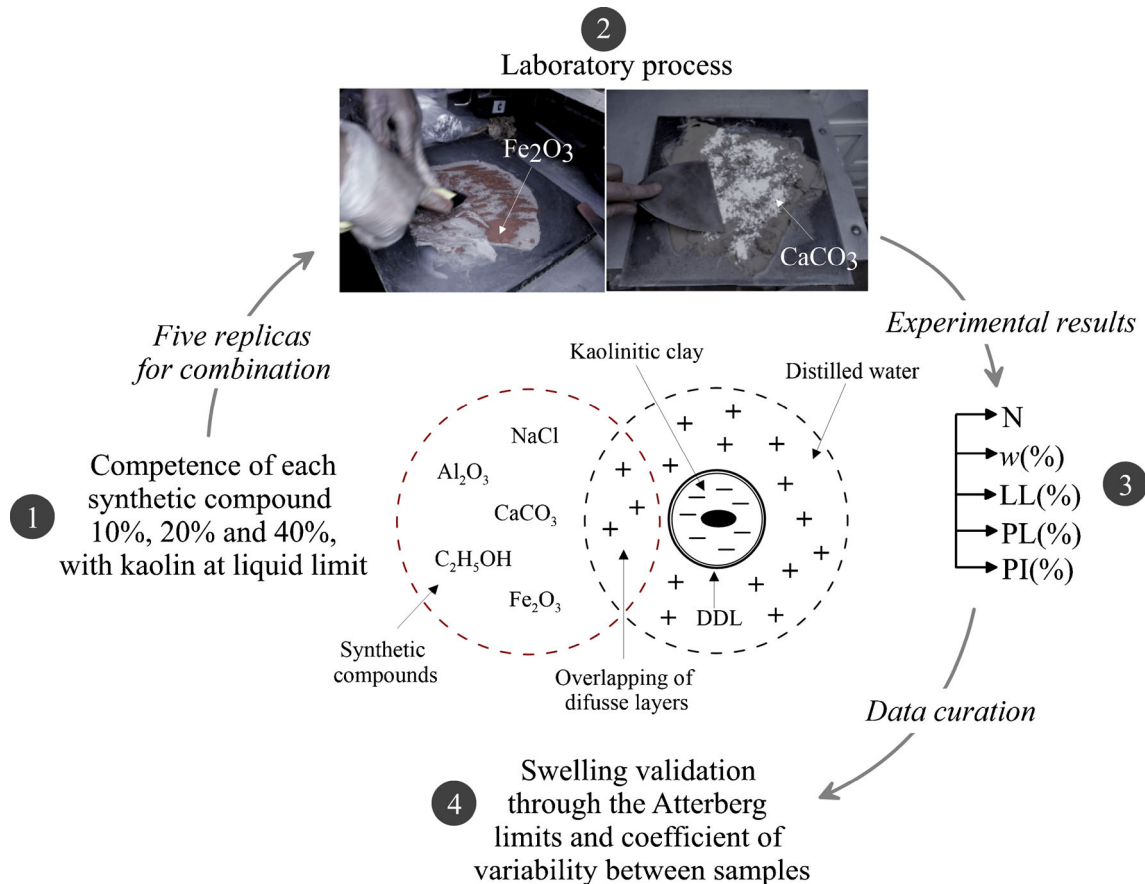 2
Laboratory process
Fe₂O₃
CaCO₃
Five replicas
for combination
Experimental results
1
Competence of each
synthetic compound
10%, 20% and 40%,
with kaolin at liquid limit
Kaolinitic clay
Distilled water
NaCl
Al₂O₃
CaCO₃
C₂H₅OH
Fe₂O₃
DDL
Synthetic
compounds
Overlapping of
difusse layers
N
w(%)
LL(%)
PL(%)
PI(%)
3
Data curation
4
Swelling validation
through the Atterberg
limits and coefficient of
variability between samples